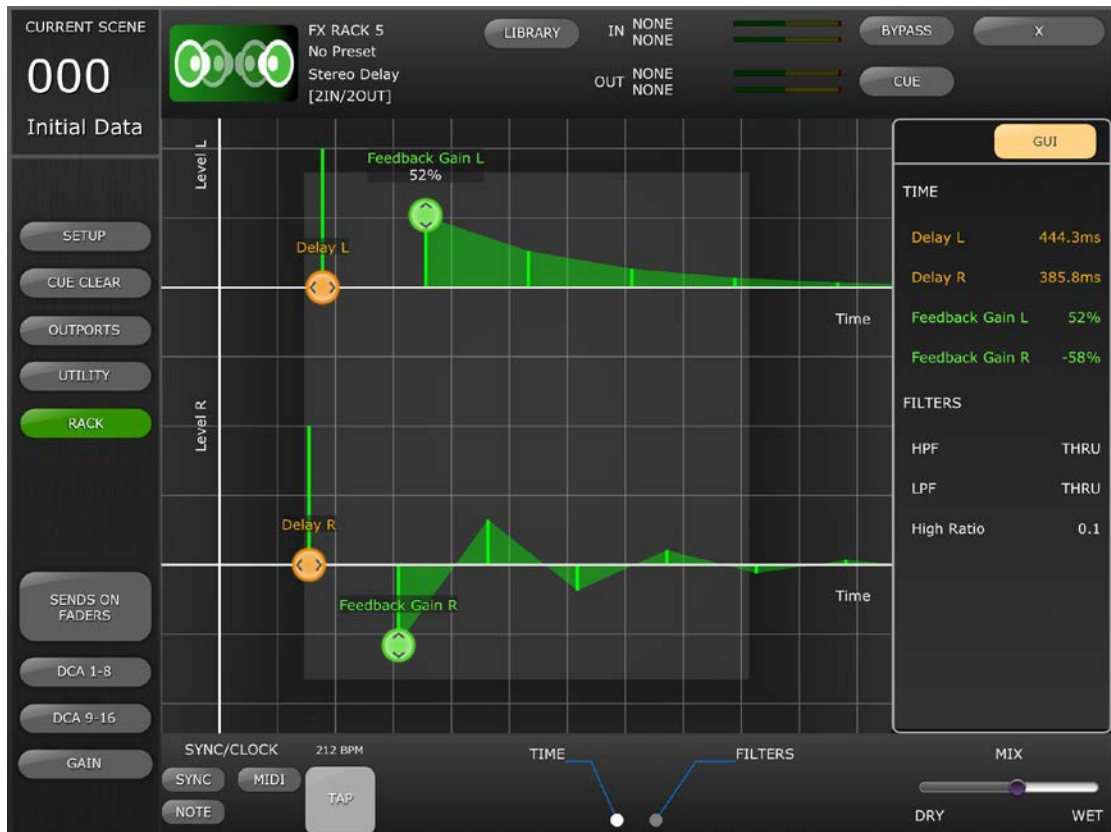 CURRENT SCENE
000
Initial Data
SETUP
CUE CLEAR
OUTPORTS
UTILITY
RACK
SENDS ON
FADERS
DCA 1-8
DCA 9-16
GAIN
FX RACK 5
No Preset
Stereo Delay
[2IN/2OUT]
LIBRARY
IN NONE
NONE
OUT NONE
NONE
BYPASS
X
CUE
Level L
Feedback Gain L
52%
Delay L
Time
Level R
Delay R
Feedback Gain R
Time
GUI
TIME
Delay L 444.3ms
Delay R 385.8ms
Feedback Gain L 52%
Feedback Gain R -58%
FILTERS
HPF THRU
LPF THRU
High Ratio 0.1
SYNC/CLOCK 212 BPM
SYNC MIDI
NOTE
TAP
TIME FILTERS
MIX
DRY WET